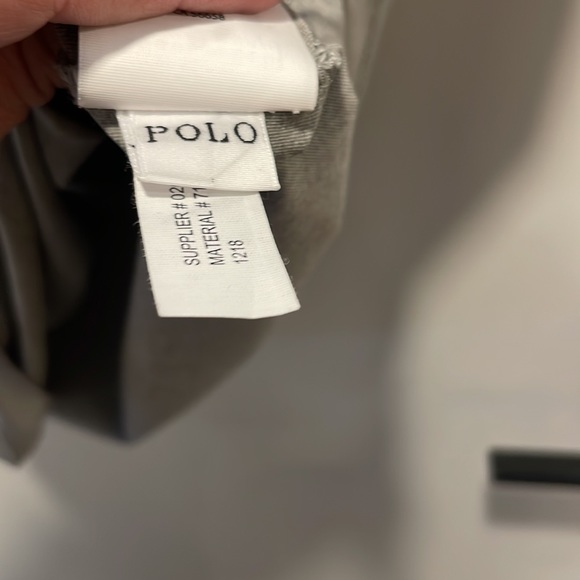 POLO
SUPPLIER # 02
MATERIAL # 71
1218